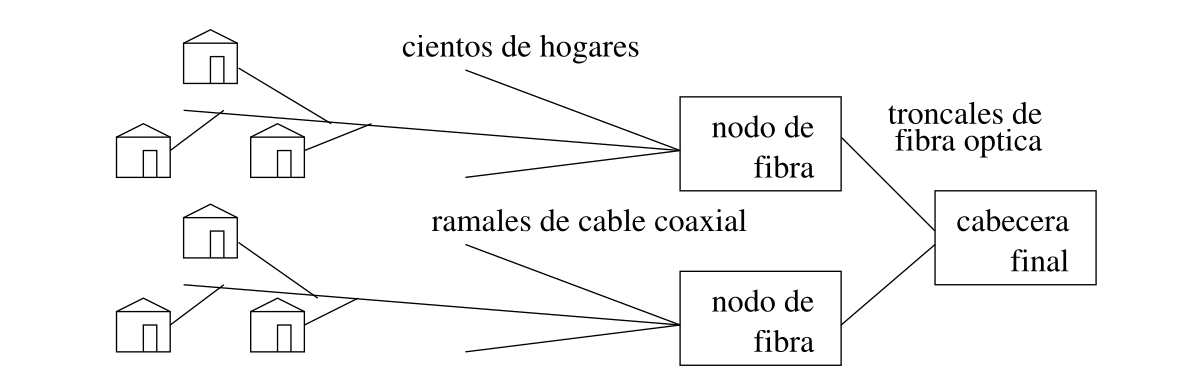 cientos de hogares
nodo de
fibra
troncales de
fibra optica
ramales de cable coaxial
cabecera
final
nodo de
fibra